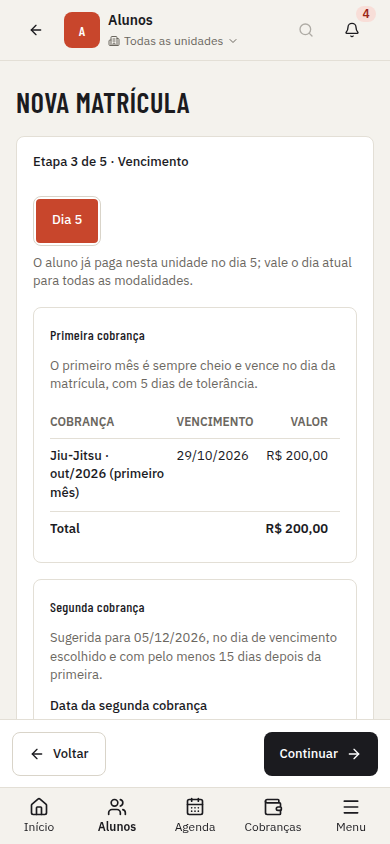 A
Alunos
Todas as unidades
4
NOVA MATRÍCULA
Etapa 3 de 5 · Vencimento
Dia 5
O aluno já paga nesta unidade no dia 5; vale o dia atual
para todas as modalidades.
Primeira cobrança
O primeiro mês é sempre cheio e vence no dia da
matrícula, com 5 dias de tolerância.
COBRANÇA VENCIMENTO VALOR
Jiu-Jitsu · 29/10/2026 R$ 200,00
out/2026 (primeiro
mês)
Total R$ 200,00
Segunda cobrança
Sugerida para 05/12/2026, no dia de vencimento
escolhido e com pelo menos 15 dias depois da
primeira.
Data da segunda cobrança
Voltar Continuar
Início Alunos Agenda Cobranças Menu